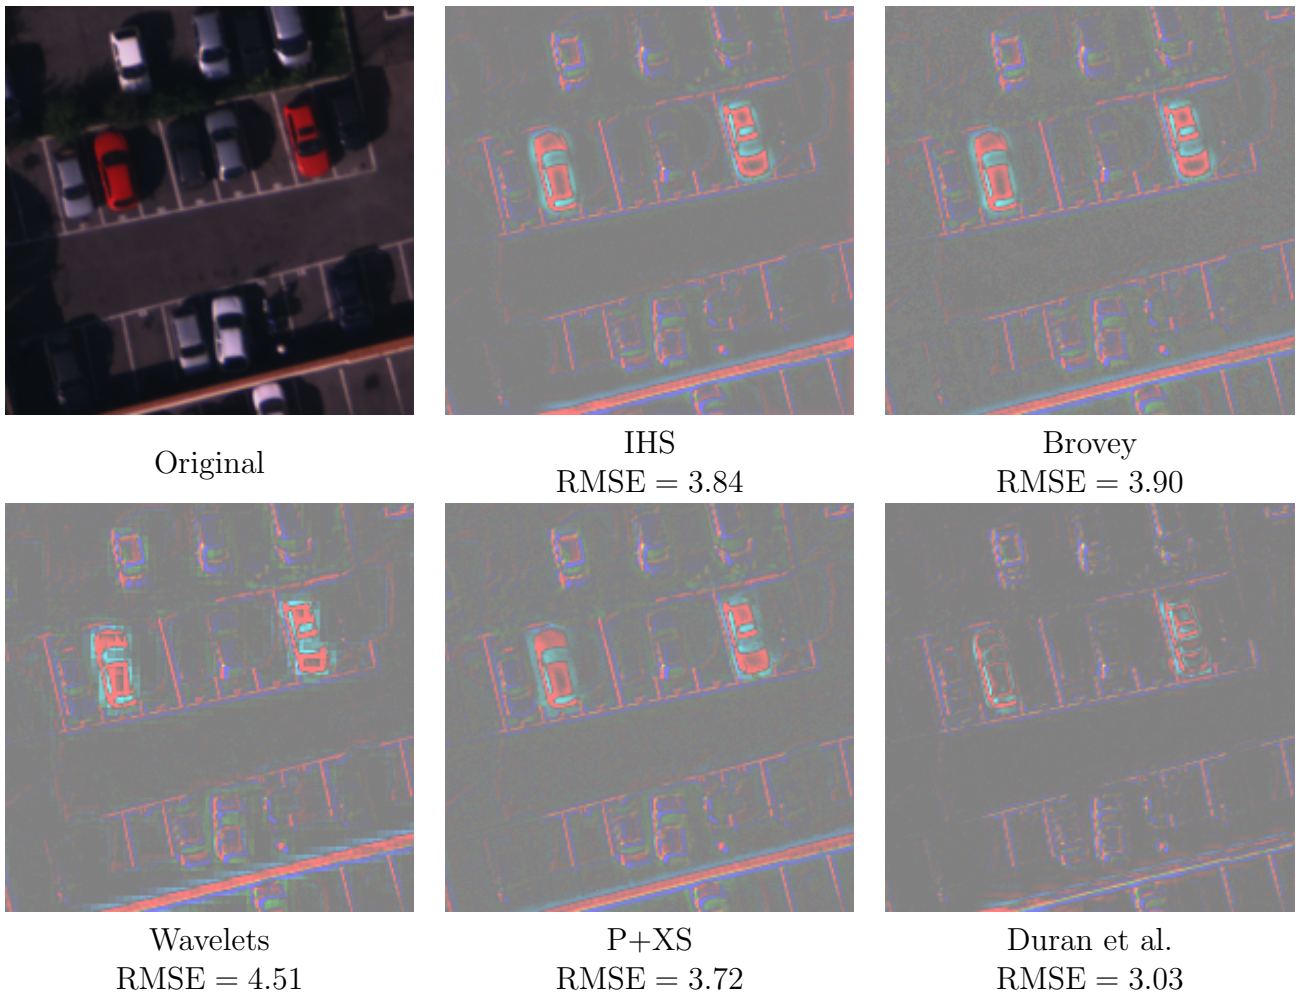 Original
IHS
RMSE = 3.84
Brovey
RMSE = 3.90
Wavelets
RMSE = 4.51
P+XS
RMSE = 3.72
Duran et al.
RMSE = 3.03